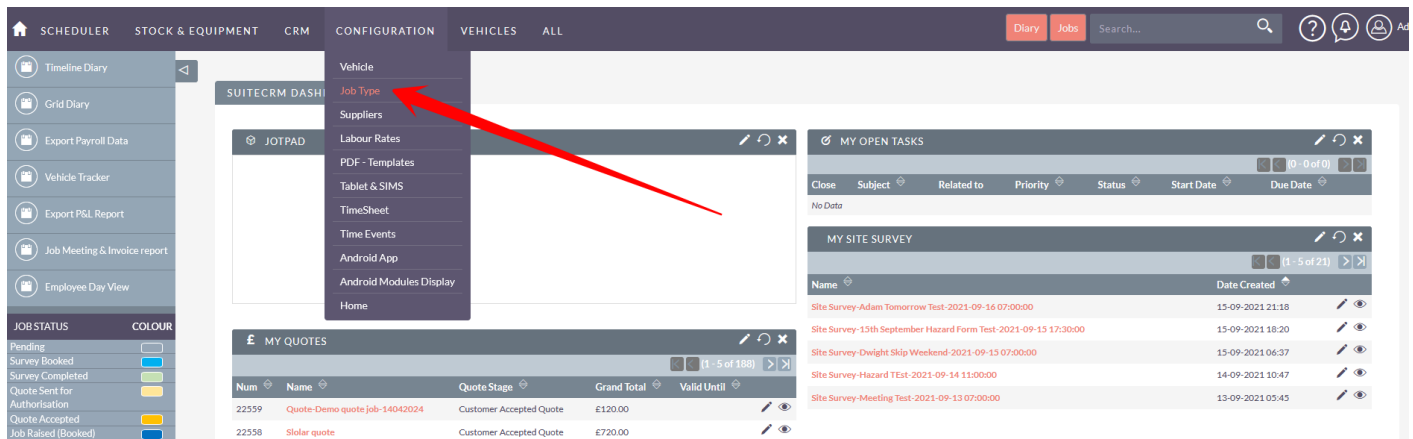 SCHEDULER STOCK & EQUIPMENT CRM CONFIGURATION VEHICLES ALL Diary Jobs Search...
Timeline Diary
Grid Diary
Export Payroll Data
Vehicle Tracker
Export P&L Report
Job Meeting & Invoice report
Employee Day View
JOB STATUS COLOUR
Pending
Survey Booked
Survey Completed
Quote Sent for
Authorisation
Quote Accepted
Job Raised (Booked)
Vehicle
Job Type
Suppliers
Labour Rates
PDF - Templates
Tablet & SIMS
TimeSheet
Time Events
Android App
Android Modules Display
Home
SUITECRM DASH
JOTPAD
MY QUOTES
(1 - 5 of 188)
Num Name Quote Stage Grand Total Valid Until
22559 Quote-Demo quote job-14042024 Customer Accepted Quote £120.00
22558 Slolar quote Customer Accepted Quote £720.00
MY OPEN TASKS
(0 - 0 of 0)
Close Subject Related to Priority Status Start Date Due Date
No Data
MY SITE SURVEY
(1 - 5 of 21)
Name Date Created
Site Survey-Adam Tomorrow Test-2021-09-16 07:00:00 15-09-2021 21:18
Site Survey-15th September Hazard Form Test-2021-09-15 17:30:00 15-09-2021 18:20
Site Survey-Dwight Skip Weekend-2021-09-15 07:00:00 15-09-2021 06:37
Site Survey-Hazard TEst-2021-09-14 11:00:00 14-09-2021 10:47
Site Survey-Meeting Test-2021-09-13 07:00:00 13-09-2021 05:45